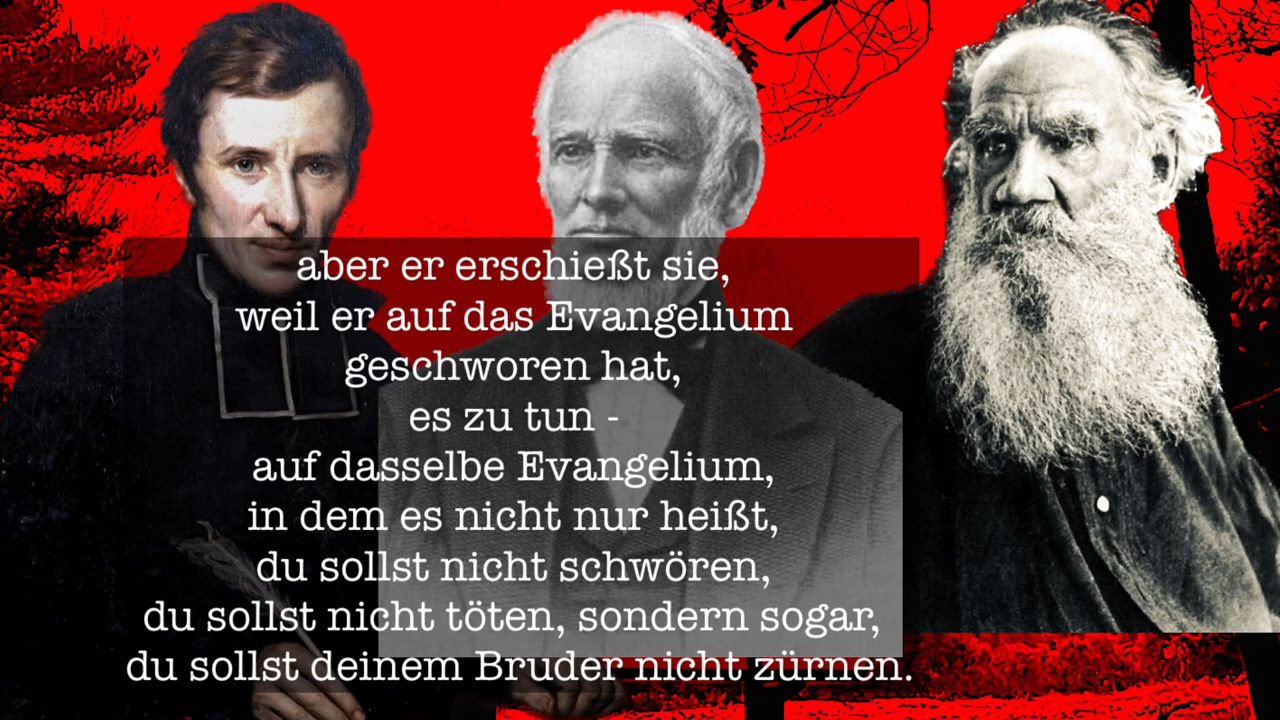 aber er erschießt sie,
weil er auf das Evangelium
geschworen hat,
es zu tun -
auf dasselbe Evangelium,
in dem es nicht nur heißt,
du sollst nicht schwören,
du sollst nicht töten, sondern sogar,
du sollst deinem Bruder nicht zürnen.